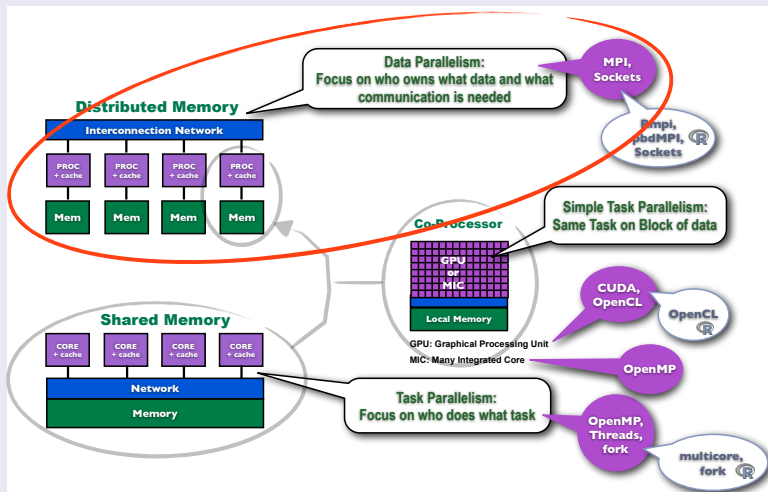 Data Parallelism:
Focus on who owns what data and what
communication is needed
MPI,
Sockets
Distributed Memory
Interconnection Network
Rmpi,
pbdMPI,
Sockets
R
PROC
+ cache
PROC
+ cache
PROC
+ cache
PROC
+ cache
Mem
Mem
Mem
Mem
Simple Task Parallelism:
Same Task on Block of data
Co-Processor
GPU
or
MIC
Local Memory
CUDA,
OpenCL
OpenCL
R
GPU: Graphical Processing Unit
MIC: Many Integrated Core
OpenMP
Shared Memory
CORE
+ cache
CORE
+ cache
CORE
+ cache
CORE
+ cache
Network
Memory
Task Parallelism:
Focus on who does what task
OpenMP,
Threads,
fork
multicore,
fork
R